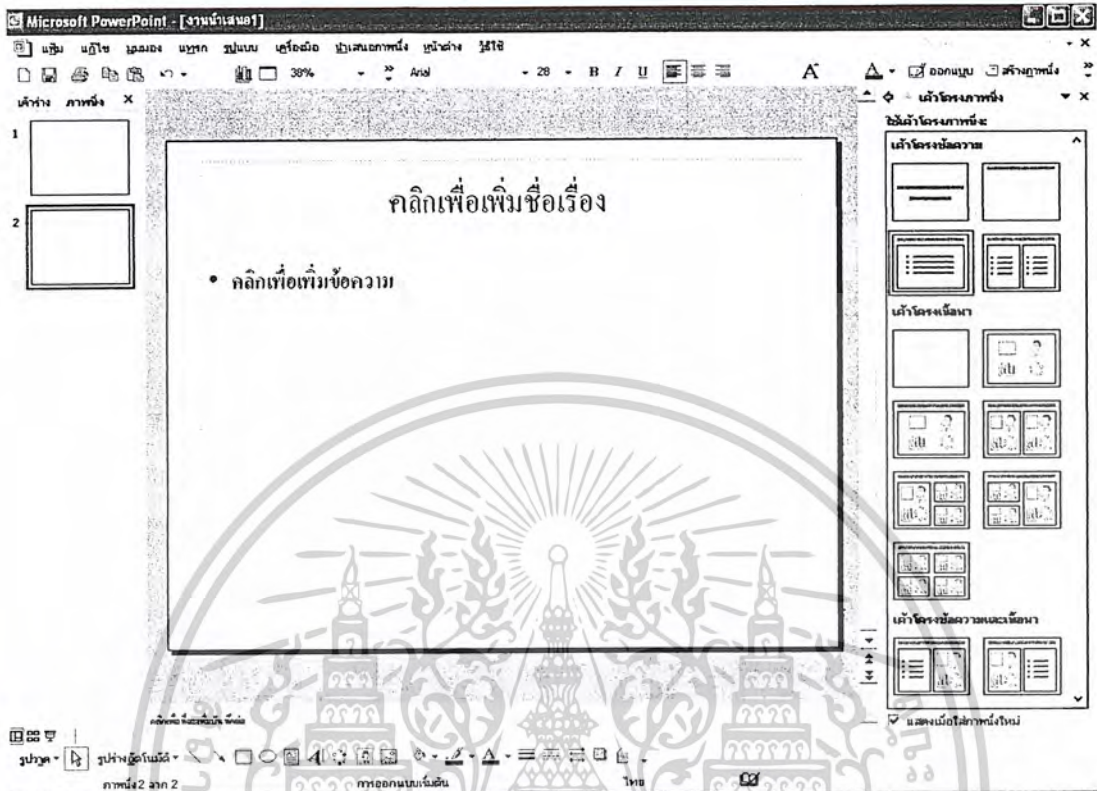 Microsoft PowerPoint - [งานนำเสนอ1]
แฟ้ม แก้ไข มุมมอง แทรก รูปแบบ เครื่องมือ นำเสนอภาพนิ่ง หน้าต่าง วิธีใช้
38% Arial 28 B I U A A ออกแบบ สร้างภาพนิ่ง
เค้าร่าง ภาพนิ่ง
เค้าโครงภาพนิ่ง
ใช้เค้าโครงภาพนิ่ง:
เค้าโครงข้อความ
1
2
คลิกเพื่อเพิ่มชื่อเรื่อง
• คลิกเพื่อเพิ่มข้อความ
เค้าโครงเนื้อหา
เค้าโครงข้อความและเนื้อหา
แสดงเมื่อใส่ภาพนิ่งใหม่
รูปวาด รูปร่างอัตโนมัติ
ภาพนิ่ง 2 จาก 2 การออกแบบเริ่มต้น ไทย